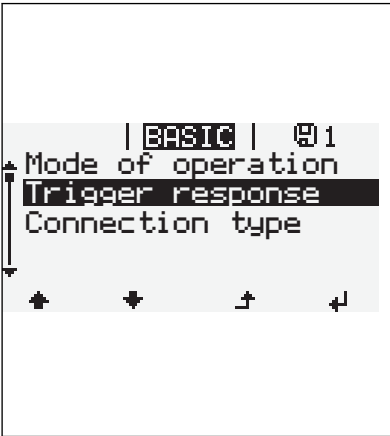 | BASIC | 1
Mode of operation
Trigger response
Connection type